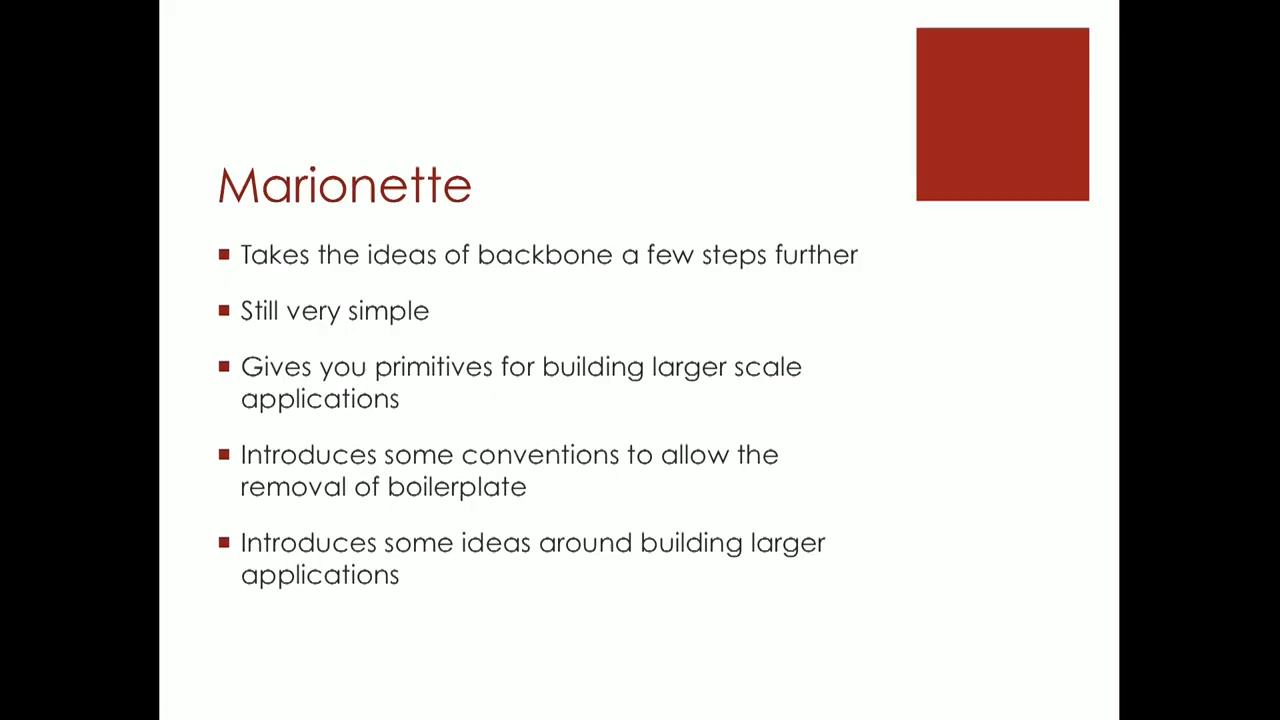 Marionette
Takes the ideas of backbone a few steps further
Still very simple
Gives you primitives for building larger scale
applications
Introduces some conventions to allow the
removal of boilerplate
Introduces some ideas around building larger
applications